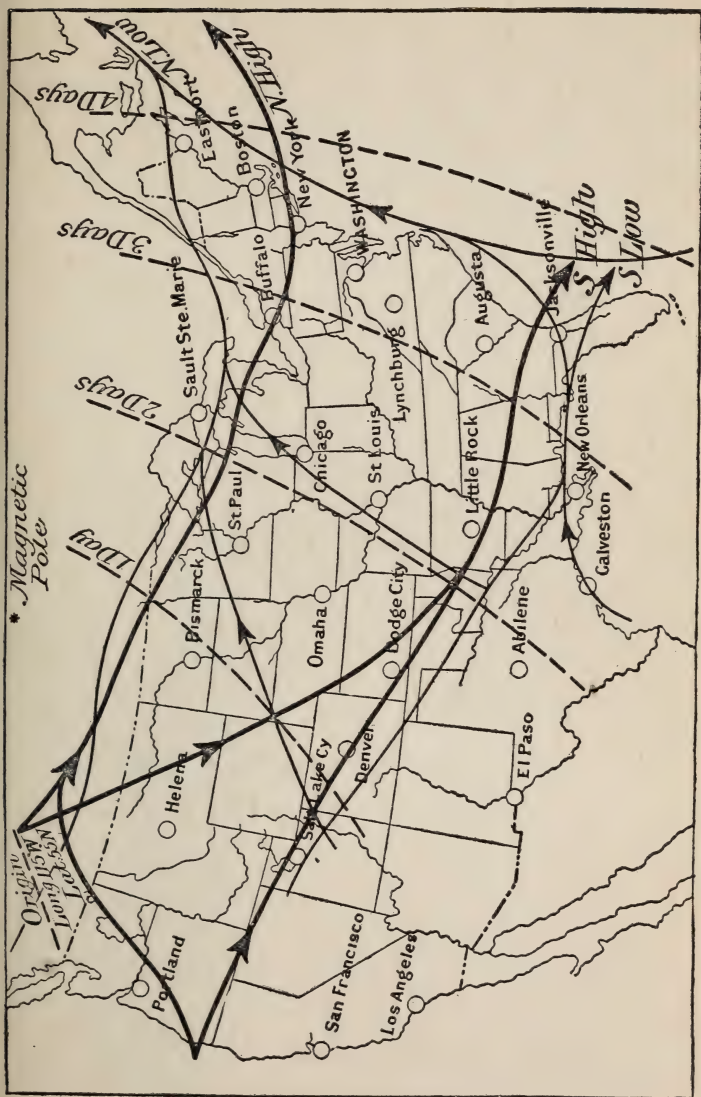 * Magnetic
Pole
Origin
Long 115 W
Lat. 55 N
1 Day
2 Days
3 Days
4 Days
N. Low
N. High
S High
S Low
Portland
Helena
Bismarck
St. Paul
Sault Ste. Marie
Buffalo
Eastport
Boston
New York
WASHINGTON
Lynchburg
Augusta
Jacksonville
Chicago
St Louis
Omaha
Salt Lake Cy
Denver
Dodge City
Little Rock
San Francisco
Los Angeles
El Paso
Abilene
Galveston
New Orleans